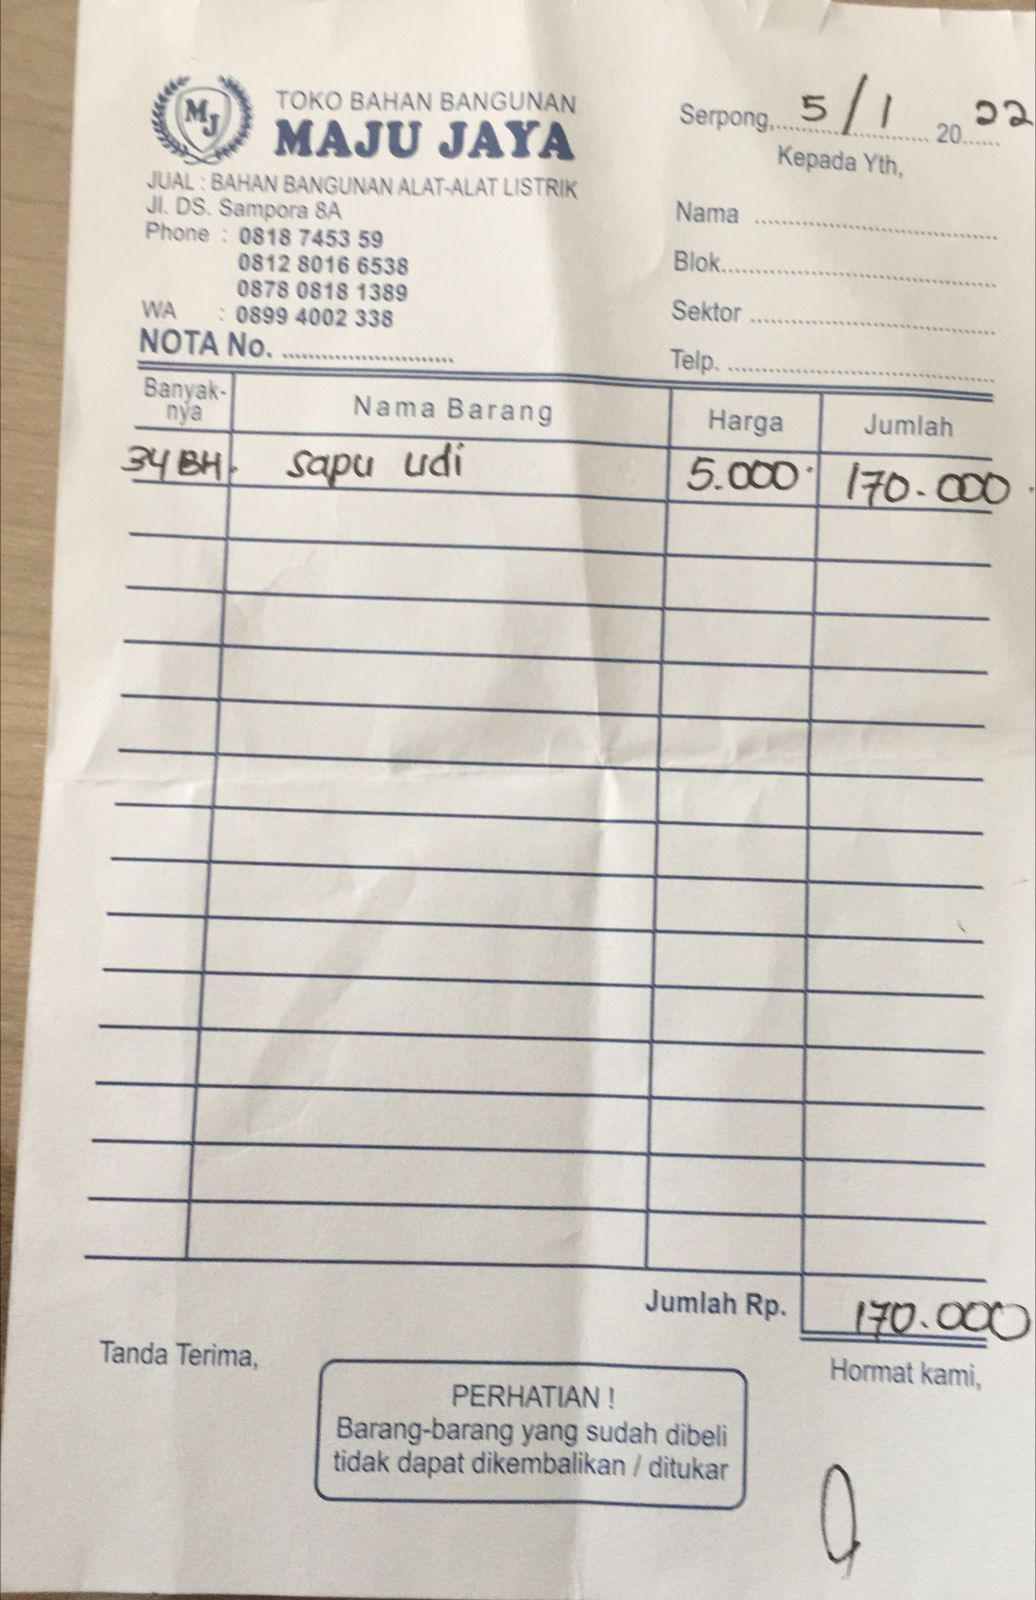 MJ
TOKO BAHAN BANGUNAN
MAJU JAYA
JUAL : BAHAN BANGUNAN ALAT-ALAT LISTRIK
Jl. DS. Sampora 8A
Phone : 0818 7453 59
0812 8016 6538
0878 0818 1389
WA : 0899 4002 338
NOTA No. ..........................
Serpong, 5/1 2022
Kepada Yth,
Nama ..........................
Blok..........................
Sektor ..........................
Telp. ..........................
Banyak-nya Nama Barang Harga Jumlah
34 BH. sapu udi 5.000 170.000
Jumlah Rp. 170.000
Tanda Terima,
Hormat kami,
PERHATIAN !
Barang-barang yang sudah dibeli
tidak dapat dikembalikan / ditukar